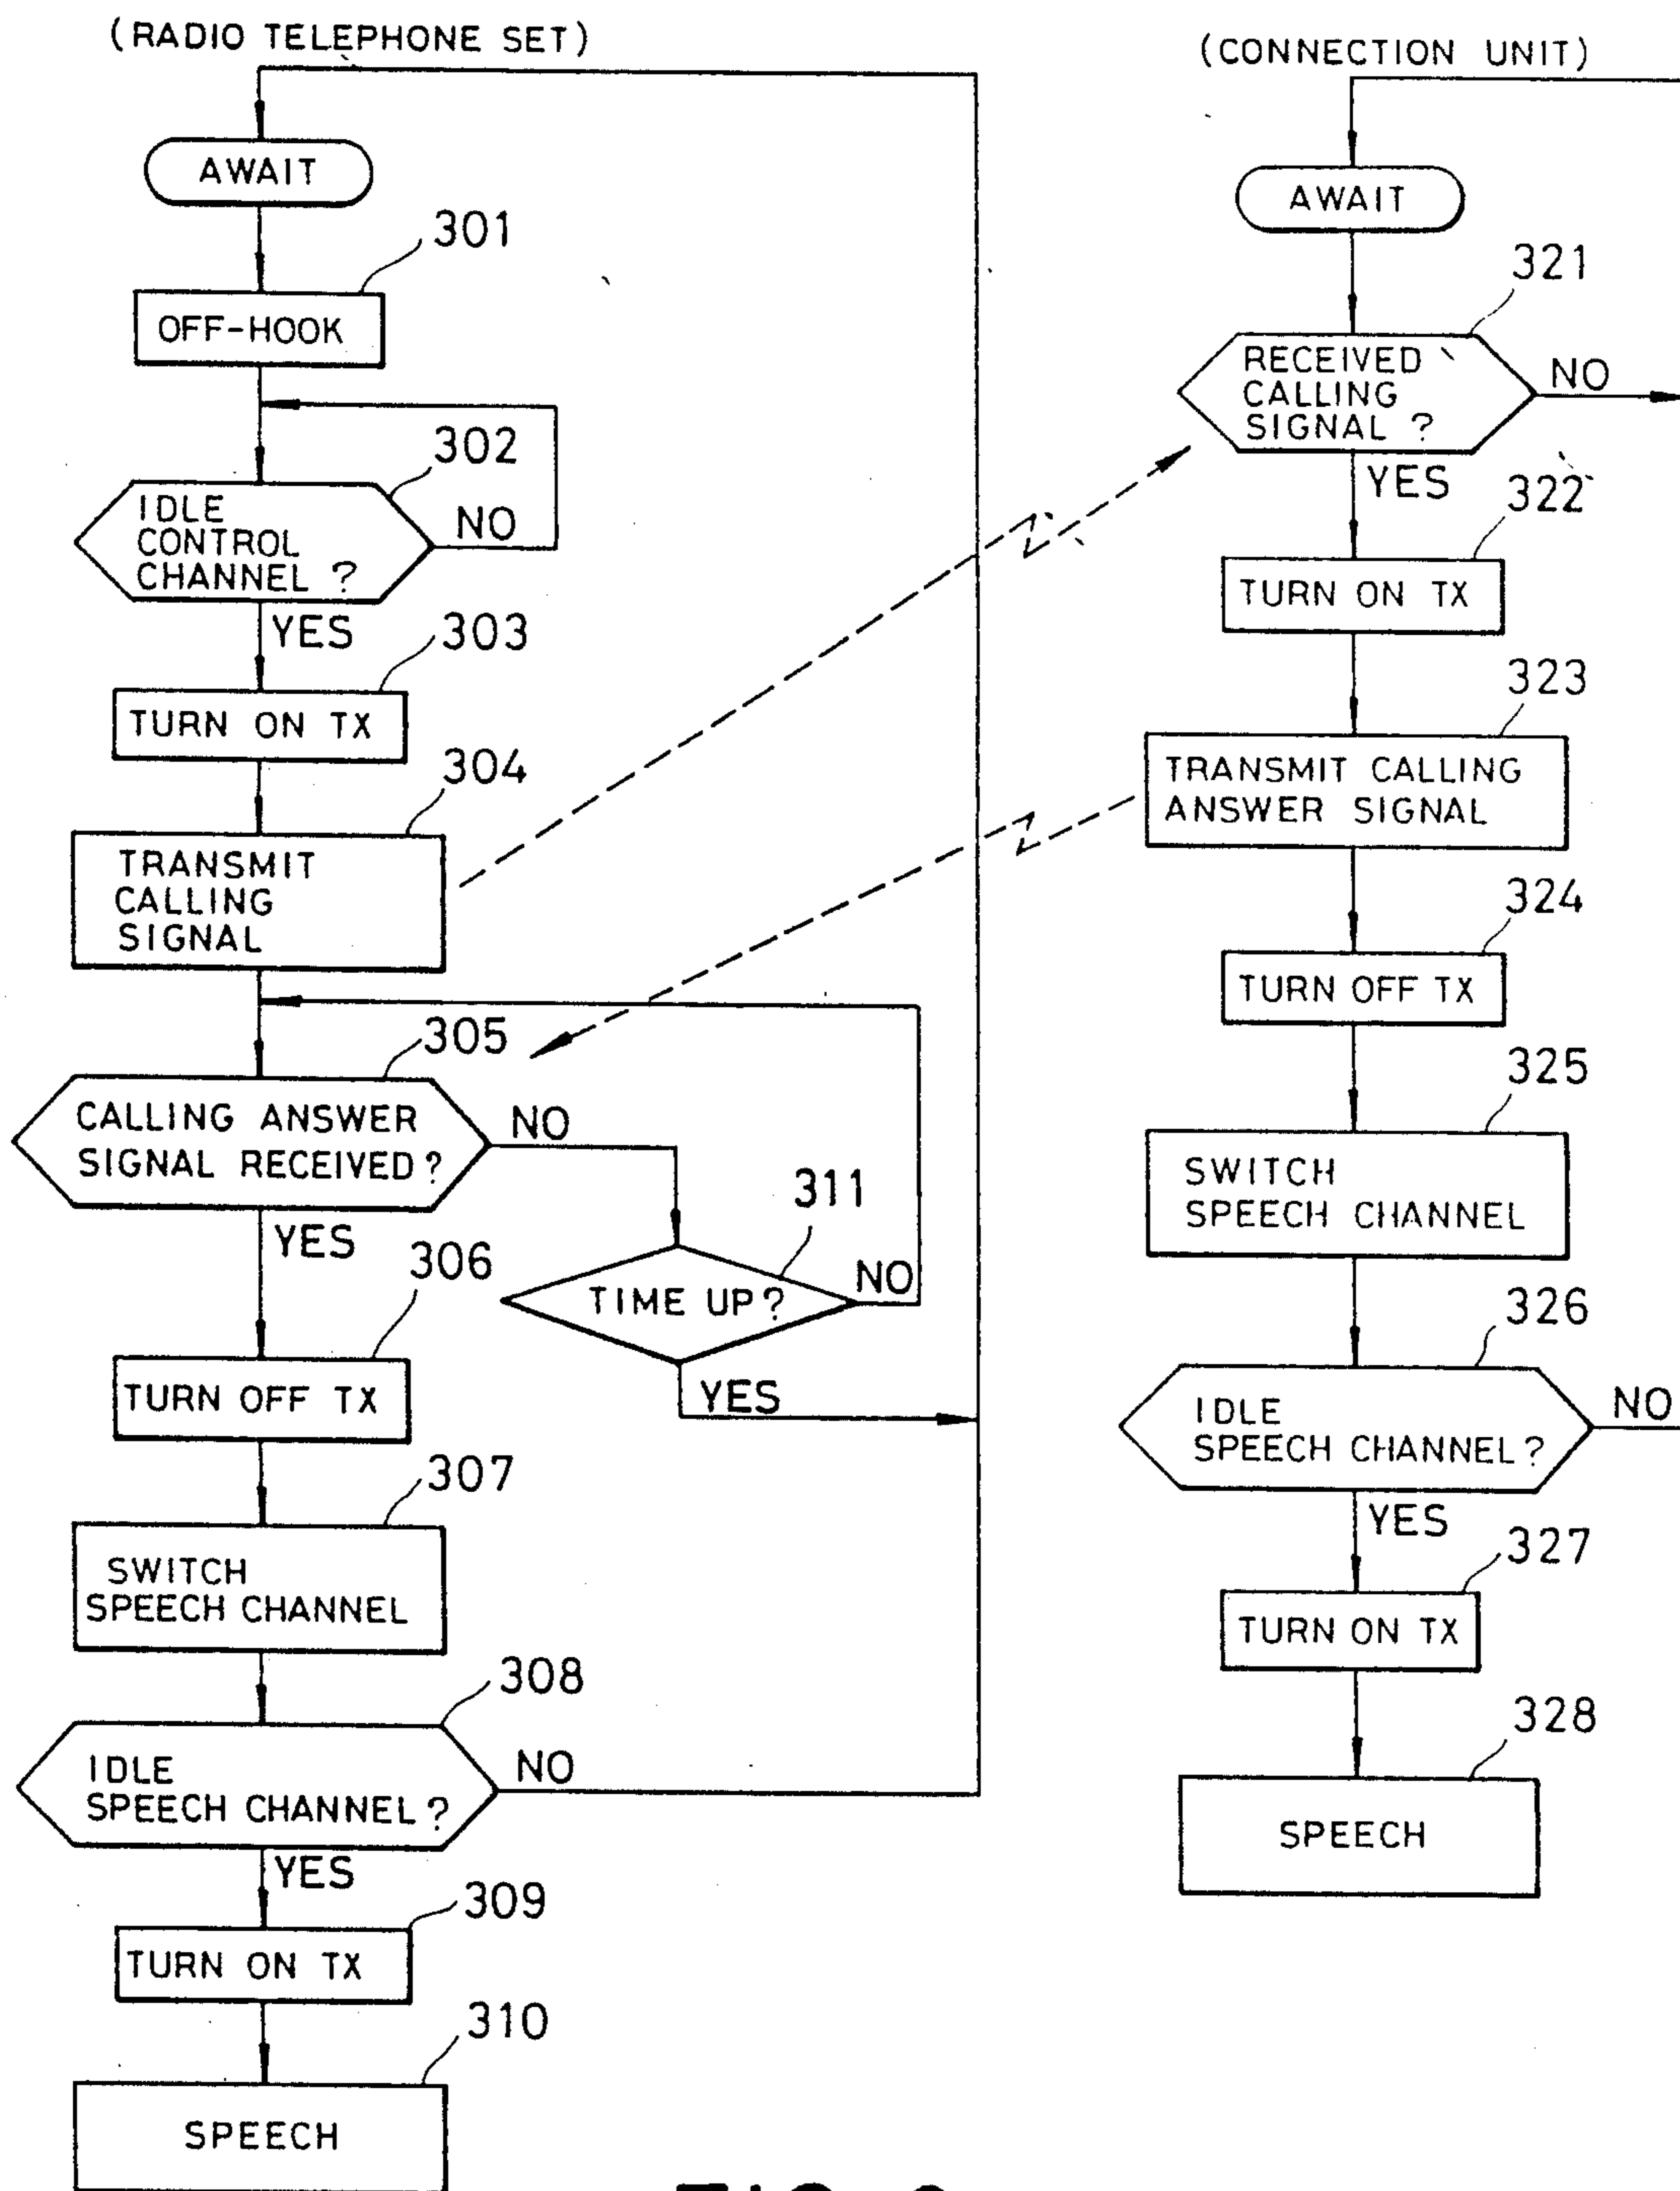 (RADIO TELEPHONE SET)
AWAIT
301
OFF-HOOK
302
IDLE
CONTROL
CHANNEL ?
NO
YES
303
TURN ON TX
304
TRANSMIT
CALLING
SIGNAL
305
CALLING ANSWER
SIGNAL RECEIVED?
NO
YES
311
TIME UP?
NO
YES
306
TURN OFF TX
307
SWITCH
SPEECH CHANNEL
308
IDLE
SPEECH CHANNEL?
NO
YES
309
TURN ON TX
310
SPEECH
(CONNECTION UNIT)
AWAIT
321
RECEIVED
CALLING
SIGNAL ?
NO
YES
322
TURN ON TX
323
TRANSMIT CALLING
ANSWER SIGNAL
324
TURN OFF TX
325
SWITCH
SPEECH CHANNEL
326
IDLE
SPEECH CHANNEL?
NO
YES
327
TURN ON TX
328
SPEECH